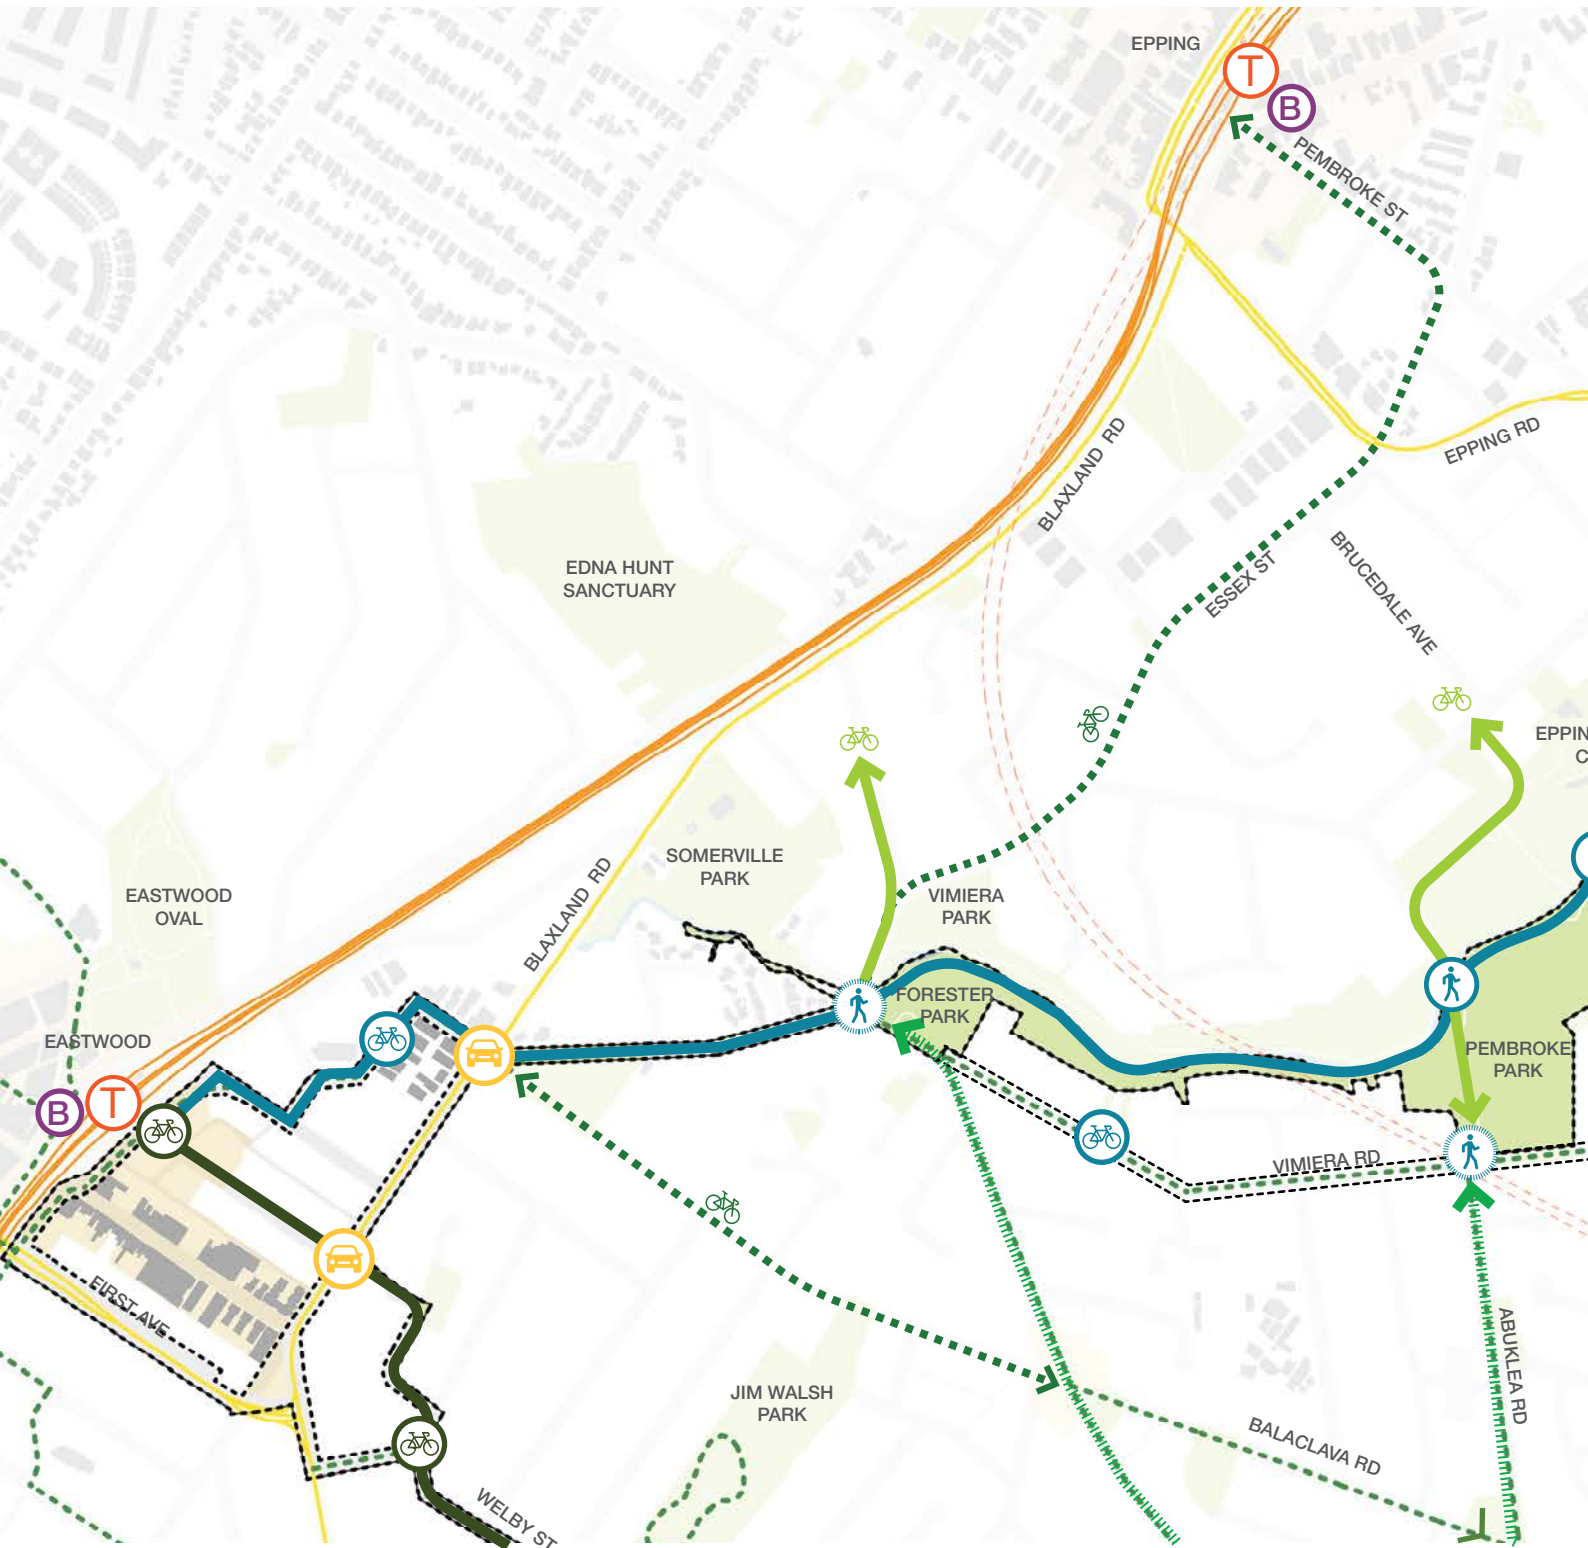 EPPING
T
B
PEMBROKE ST
EPPING RD
BLAXLAND RD
EDNA HUNT
SANCTUARY
ESSEX ST
BRUCEDALE AVE
EPPIN
C
SOMERVILLE
PARK
EASTWOOD
OVAL
BLAXLAND RD
VIMIERA
PARK
FORESTER
PARK
EASTWOOD
PEMBROKE
PARK
B
T
VIMIERA RD
FIRST AVE
ABUKLEA RD
JIM WALSH
PARK
BALACLAVA RD
WELBY ST